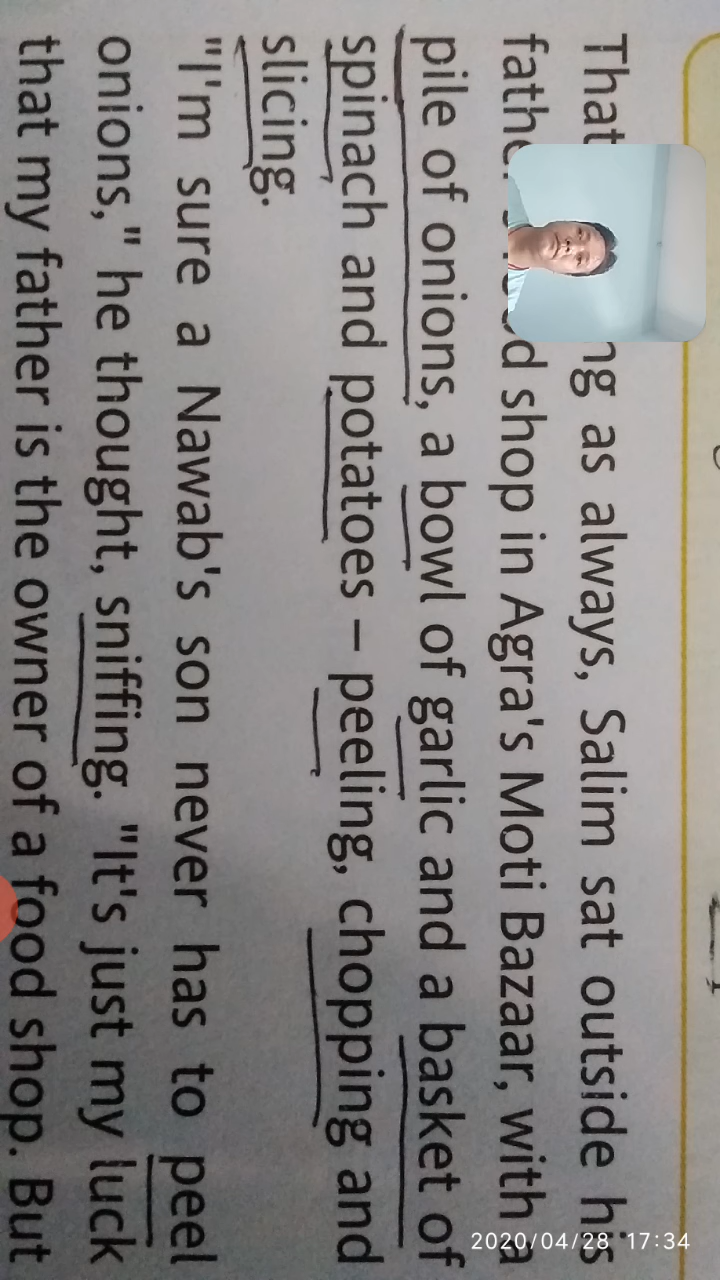 That ng as always, Salim sat outside his
father's food shop in Agra's Moti Bazaar, with a
pile of onions, a bowl of garlic and a basket of
spinach and potatoes – peeling, chopping and
slicing.
"I'm sure a Nawab's son never has to peel
onions," he thought, sniffing. "It's just my luck
that my father is the owner of a food shop. But
2020/04/28 17:34